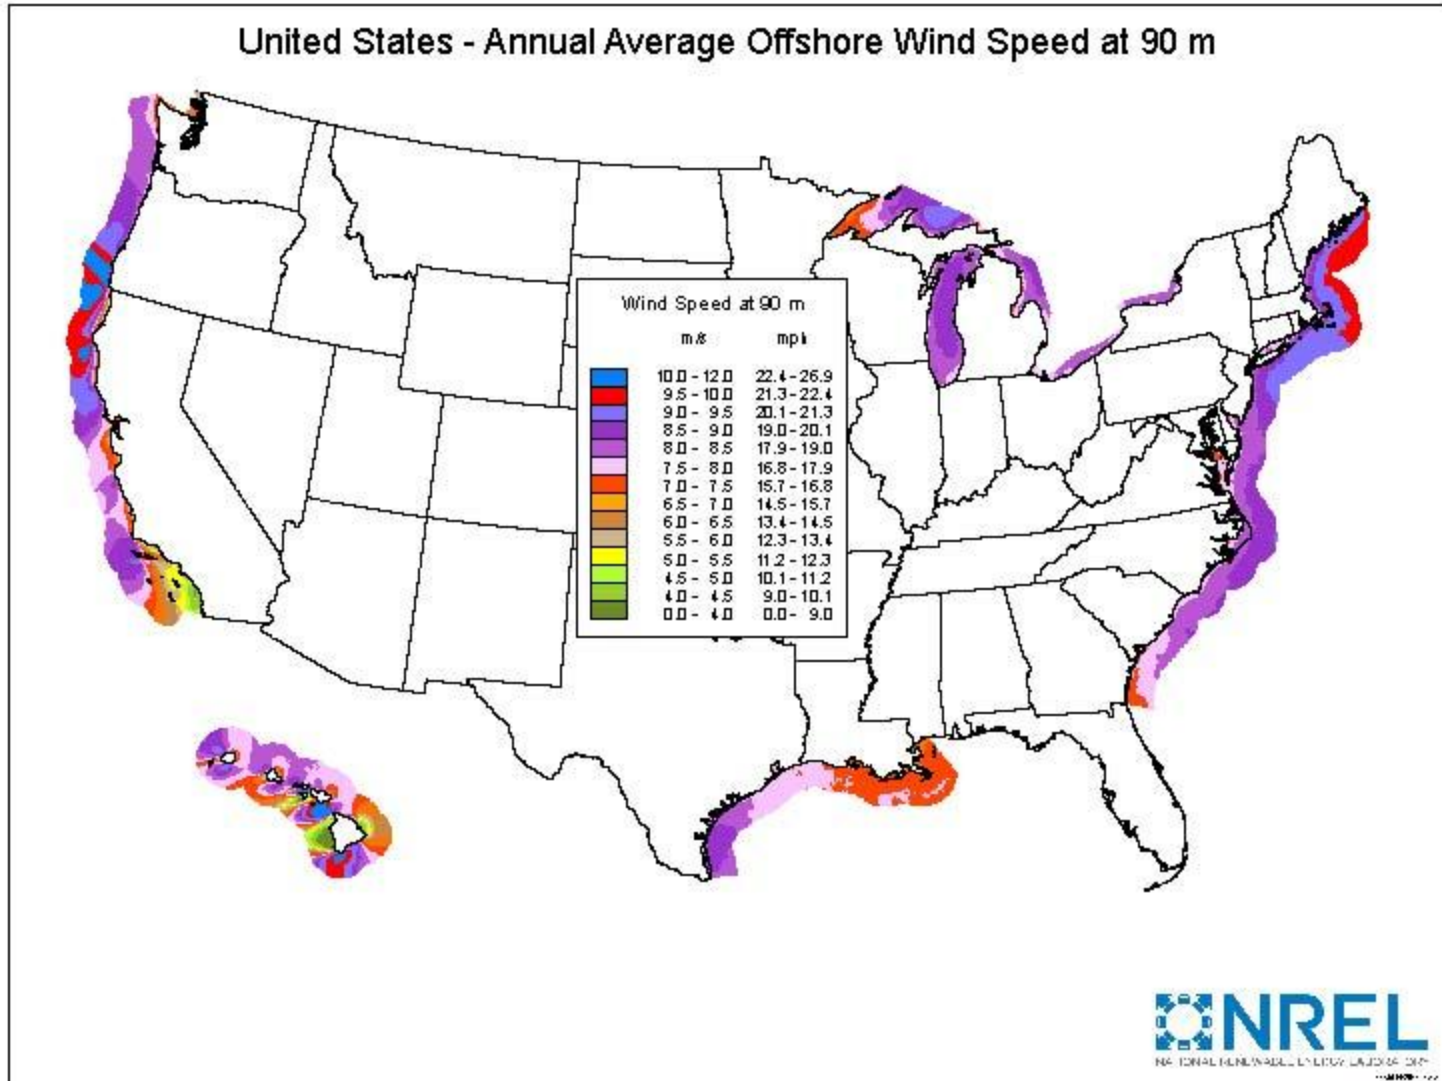 United States - Annual Average Offshore Wind Speed at 90 m
Wind Speed at 90 m
m/s mph
10.0 - 12.0 22.4 - 26.9
9.5 - 10.0 21.3 - 22.4
9.0 - 9.5 20.1 - 21.3
8.5 - 9.0 19.0 - 20.1
8.0 - 8.5 17.9 - 19.0
7.5 - 8.0 16.8 - 17.9
7.0 - 7.5 15.7 - 16.8
6.5 - 7.0 14.5 - 15.7
6.0 - 6.5 13.4 - 14.5
5.5 - 6.0 12.3 - 13.4
5.0 - 5.5 11.2 - 12.3
4.5 - 5.0 10.1 - 11.2
4.0 - 4.5 9.0 - 10.1
0.0 - 4.0 0.0 - 9.0
NREL
NATIONAL RENEWABLE ENERGY LABORATORY